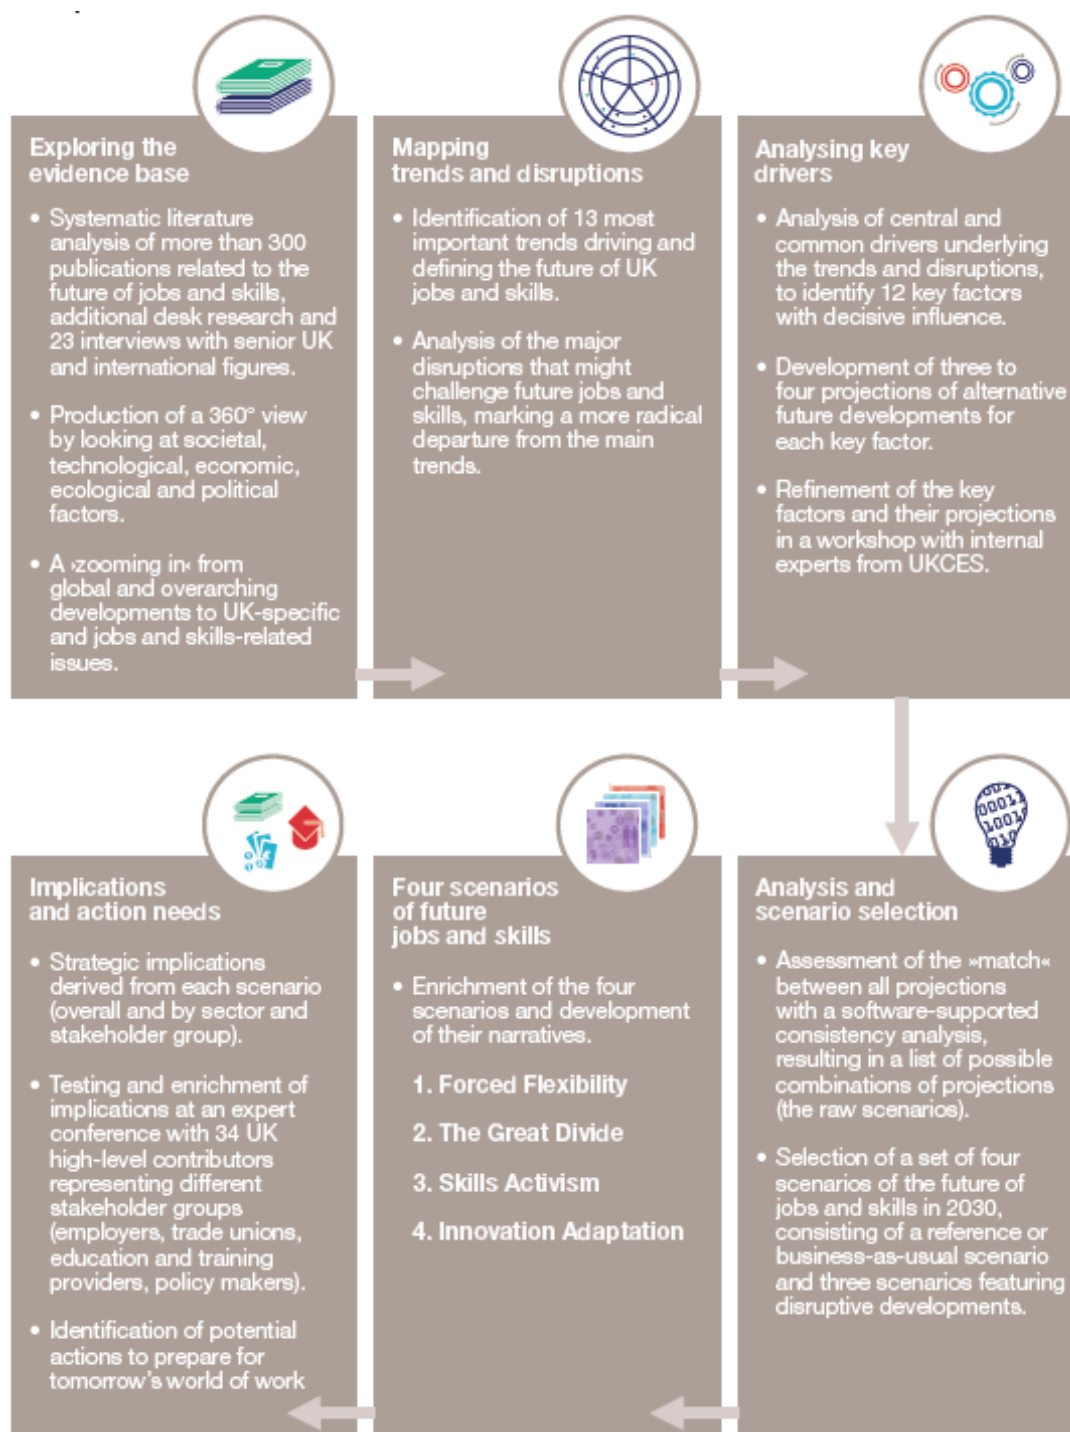 Exploring the
evidence base
• Systematic literature
analysis of more than 300
publications related to the
future of jobs and skills,
additional desk research and
23 interviews with senior UK
and international figures.
• Production of a 360° view
by looking at societal,
technological, economic,
ecological and political
factors.
• A ›zooming in‹ from
global and overarching
developments to UK-specific
and jobs and skills-related
issues.
Mapping
trends and disruptions
• Identification of 13 most
important trends driving and
defining the future of UK
jobs and skills.
• Analysis of the major
disruptions that might
challenge future jobs and
skills, marking a more radical
departure from the main
trends.
Analysing key
drivers
• Analysis of central and
common drivers underlying
the trends and disruptions,
to identify 12 key factors
with decisive influence.
• Development of three to
four projections of alternative
future developments for
each key factor.
• Refinement of the key
factors and their projections
in a workshop with internal
experts from UKCES.
00011
1001
010
Analysis and
scenario selection
• Assessment of the »match«
between all projections
with a software-supported
consistency analysis,
resulting in a list of possible
combinations of projections
(the raw scenarios).
• Selection of a set of four
scenarios of the future of
jobs and skills in 2030,
consisting of a reference or
business-as-usual scenario
and three scenarios featuring
disruptive developments.
Four scenarios
of future
jobs and skills
• Enrichment of the four
scenarios and development
of their narratives.
1. Forced Flexibility
2. The Great Divide
3. Skills Activism
4. Innovation Adaptation
Implications
and action needs
• Strategic implications
derived from each scenario
(overall and by sector and
stakeholder group).
• Testing and enrichment of
implications at an expert
conference with 34 UK
high-level contributors
representing different
stakeholder groups
(employers, trade unions,
education and training
providers, policy makers).
• Identification of potential
actions to prepare for
tomorrow's world of work